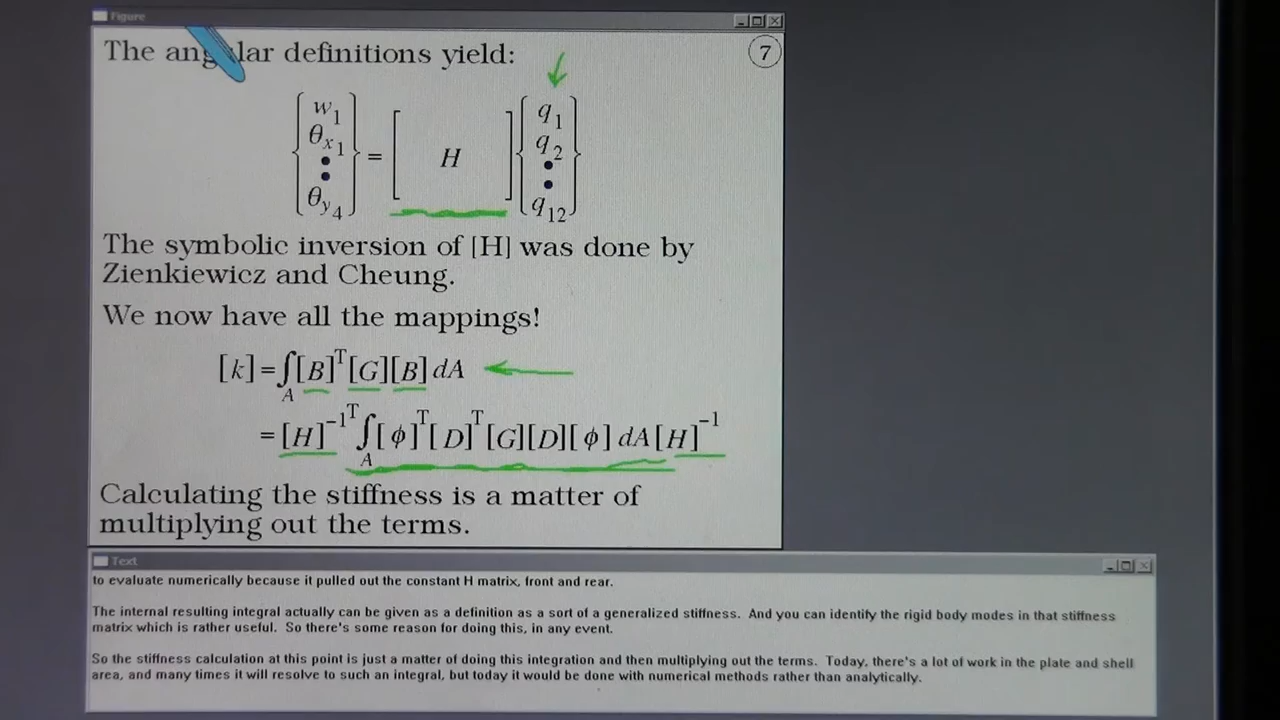 Figure
The angular definitions yield:
7
{w₁ θₓ₁ • • θ_y₄} = [H] {q₁ q₂ • • q₁₂}
The symbolic inversion of [H] was done by
Zienkiewicz and Cheung.
We now have all the mappings!
[k]=∫_A[B]ᵀ[G][B] dA
=[H]⁻¹ᵀ∫_A[ϕ]ᵀ[D]ᵀ[G][D][ϕ] dA[H]⁻¹
Calculating the stiffness is a matter of
multiplying out the terms.
Text
to evaluate numerically because it pulled out the constant H matrix, front and rear.
The internal resulting integral actually can be given as a definition as a sort of a generalized stiffness. And you can identify the rigid body modes in that stiffness
matrix which is rather useful. So there's some reason for doing this, in any event.
So the stiffness calculation at this point is just a matter of doing this integration and then multiplying out the terms. Today, there's a lot of work in the plate and shell
area, and many times it will resolve to such an integral, but today it would be done with numerical methods rather than analytically.